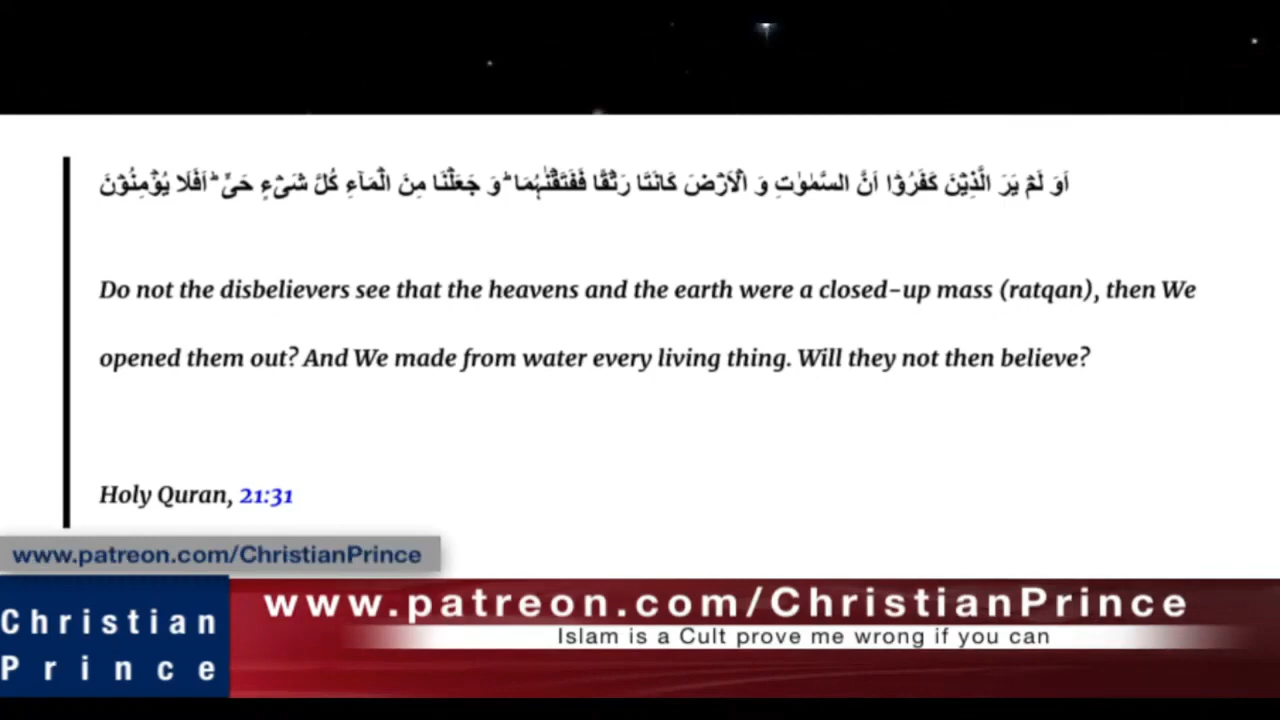 اَوَ لَمْ یَرَ الَّذِیْنَ کَفَرُوْۤا اَنَّ السَّمٰوٰتِ وَ الْاَرْضَ کَانَتَا رَتْقًا فَفَتَقْنٰہُمَا ؕ وَ جَعَلْنَا مِنَ الْمَآءِ کُلَّ شَیْءٍ حَیٍّ ؕ اَفَلَا یُؤْمِنُوْنَ
Do not the disbelievers see that the heavens and the earth were a closed-up mass (ratqan), then We
opened them out? And We made from water every living thing. Will they not then believe?
Holy Quran, 21:31
www.patreon.com/ChristianPrince
Christian
Prince
www.patreon.com/ChristianPrince
Islam is a Cult prove me wrong if you can